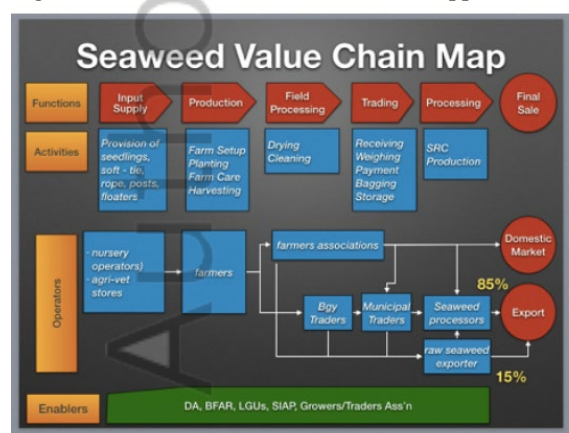 Seaweed Value Chain Map
Functions
Input
Supply
Production
Field
Processing
Trading
Processing
Final
Sale
Activities
Provision of
seedlings,
soft - tie,
rope, posts,
floaters
Farm Setup
Planting
Farm Care
Harvesting
Drying
Cleaning
Receiving
Weighing
Payment
Bagging
Storage
SRC
Production
Operators
- nursery
operators)
- agri-vet
stores
farmers
farmers associations
Domestic
Market
85%
Bgy
Traders
Municipal
Traders
Seaweed
processors
Export
raw seaweed
exporter
15%
Enablers
DA, BFAR, LGUs, SIAP, Growers/Traders Ass'n